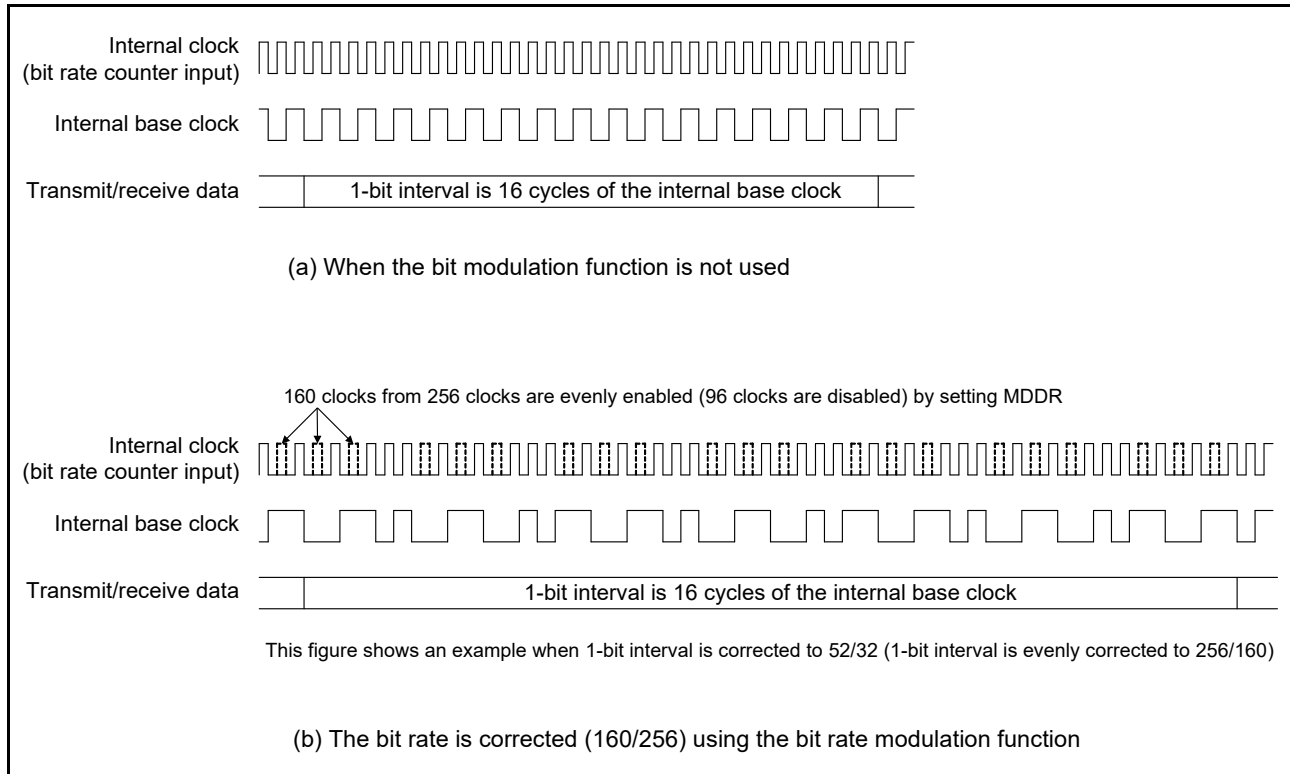 Internal clock
(bit rate counter input)
Internal base clock
Transmit/receive data
1-bit interval is 16 cycles of the internal base clock
(a) When the bit modulation function is not used
160 clocks from 256 clocks are evenly enabled (96 clocks are disabled) by setting MDDR
Internal clock
(bit rate counter input)
Internal base clock
Transmit/receive data
1-bit interval is 16 cycles of the internal base clock
This figure shows an example when 1-bit interval is corrected to 52/32 (1-bit interval is evenly corrected to 256/160)
(b) The bit rate is corrected (160/256) using the bit rate modulation function